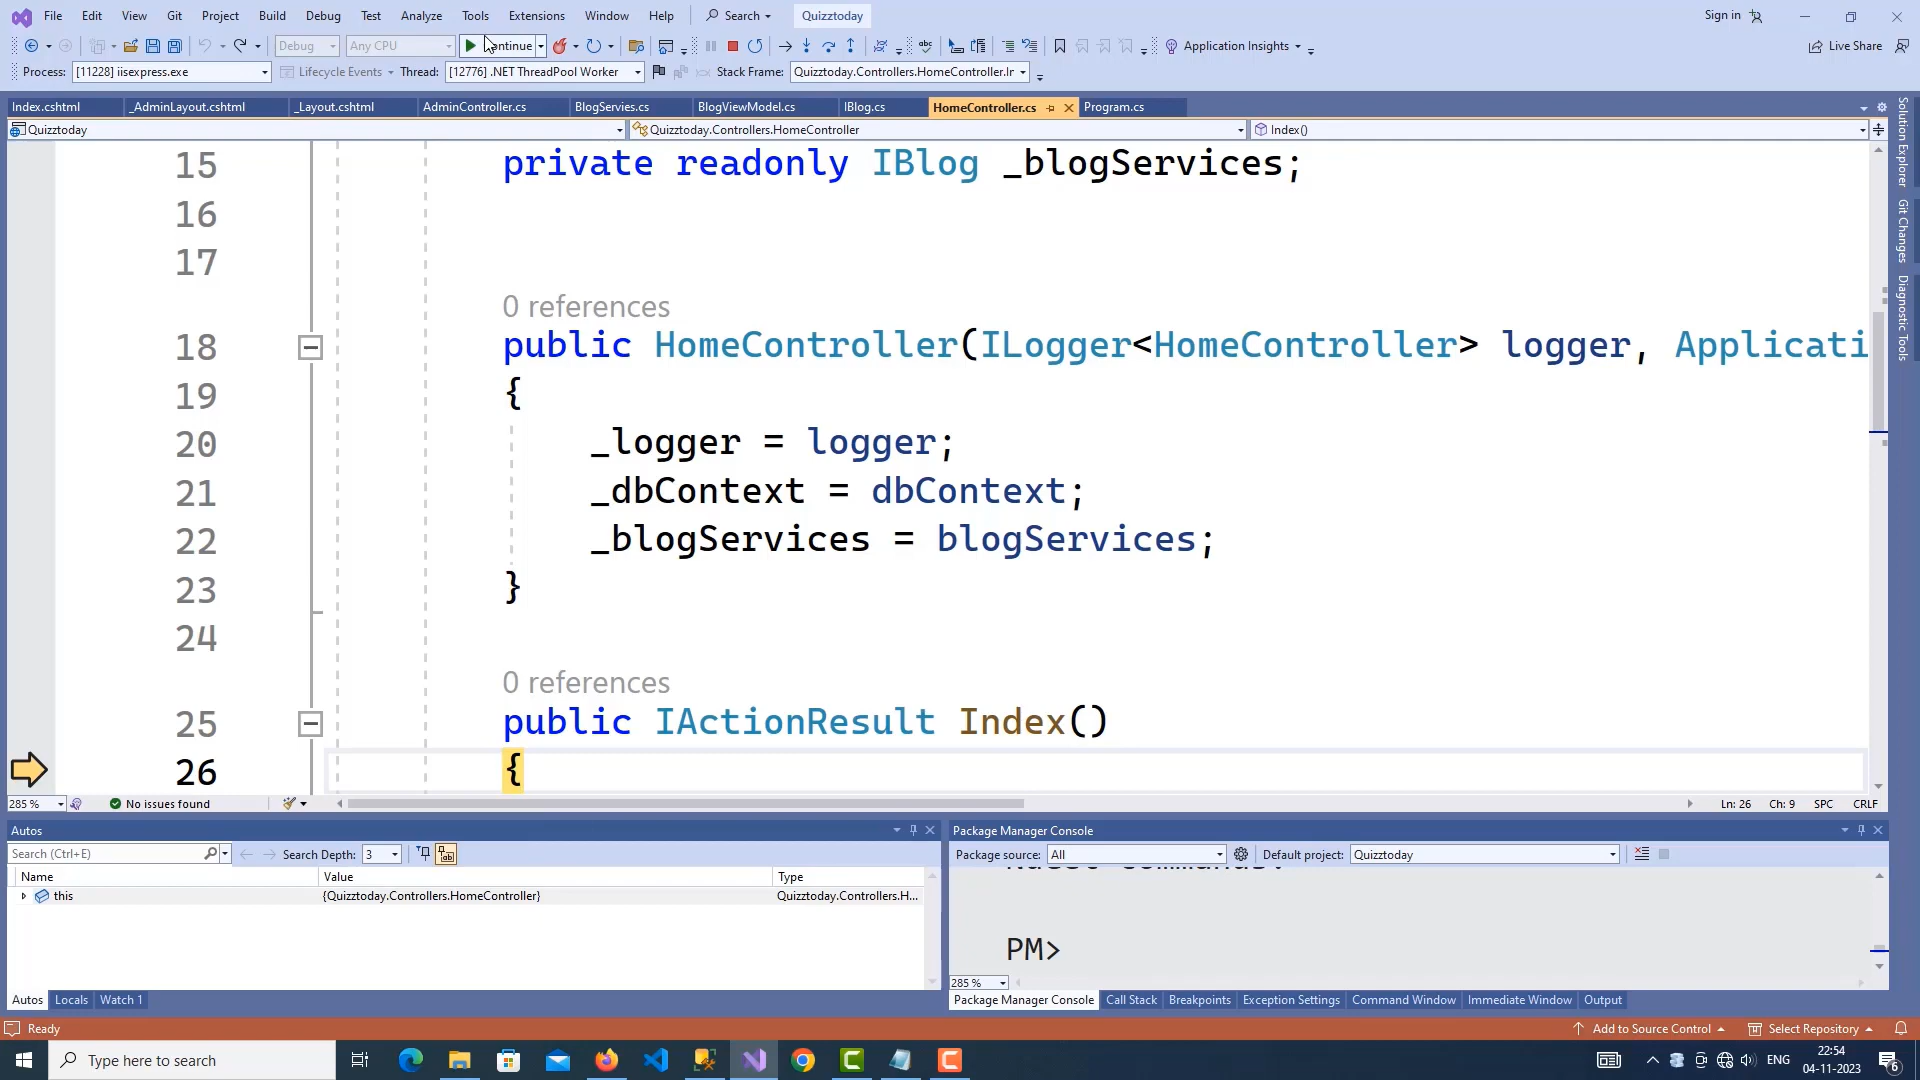 File Edit View Git Project Build Debug Test Analyze Tools Extensions Window Help Search Quizztoday Sign in
Debug Any CPU Continue Application Insights Live Share
Process: [11228] iisexpress.exe Lifecycle Events Thread: [12776] .NET ThreadPool Worker Stack Frame: Quizztoday.Controllers.HomeController.In
Index.cshtml _AdminLayout.cshtml _Layout.cshtml AdminController.cs BlogServies.cs BlogViewModel.cs IBlog.cs HomeController.cs Program.cs
Quizztoday Quizztoday.Controllers.HomeController Index()
15 private readonly IBlog _blogServices;
16
17
0 references
18 public HomeController(ILogger<HomeController> logger, Applicati
19 {
20 _logger = logger;
21 _dbContext = dbContext;
22 _blogServices = blogServices;
23 }
24
0 references
25 public IActionResult Index()
26 {
285 % No issues found Ln: 26 Ch: 9 SPC CRLF
Solution Explorer
Git Changes
Diagnostic Tools
Autos
Search (Ctrl+E) Search Depth: 3
Name Value Type
this {Quizztoday.Controllers.HomeController} Quizztoday.Controllers.H...
Autos Locals Watch 1
Package Manager Console
Package source: All Default project: Quizztoday
PM>
285 %
Package Manager Console Call Stack Breakpoints Exception Settings Command Window Immediate Window Output
Ready Add to Source Control Select Repository
Type here to search ENG 22:54
04-11-2023 6